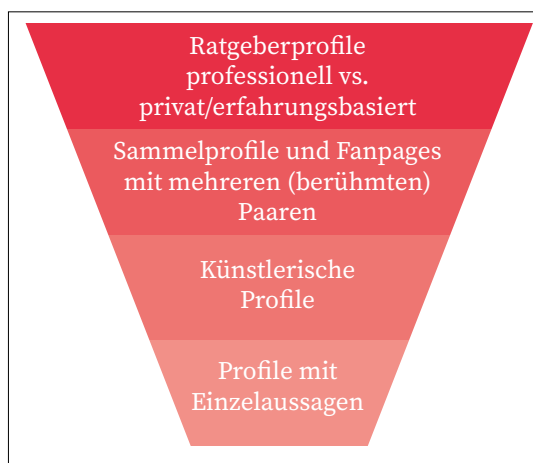 Ratgeberprofile
professionell vs.
privat/erfahrungsbasiert
Sammelprofile und Fanpages
mit mehreren (berühmten)
Paaren
Künstlerische
Profile
Profile mit
Einzelaussagen